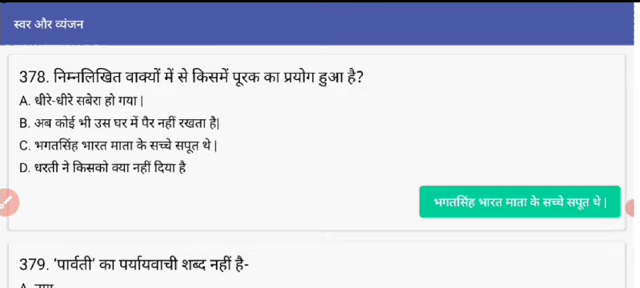 स्वर और व्यंजन
378. निम्नलिखित वाक्यों में से किसमें पूरक का प्रयोग हुआ है?
A. धीरे-धीरे सबेरा हो गया |
B. अब कोई भी उस घर में पैर नहीं रखता है|
C. भगतसिंह भारत माता के सच्चे सपूत थे |
D. धरती ने किसको क्या नहीं दिया है
भगतसिंह भारत माता के सच्चे सपूत थे |
379. ‘पार्वती’ का पर्यायवाची शब्द नहीं है-